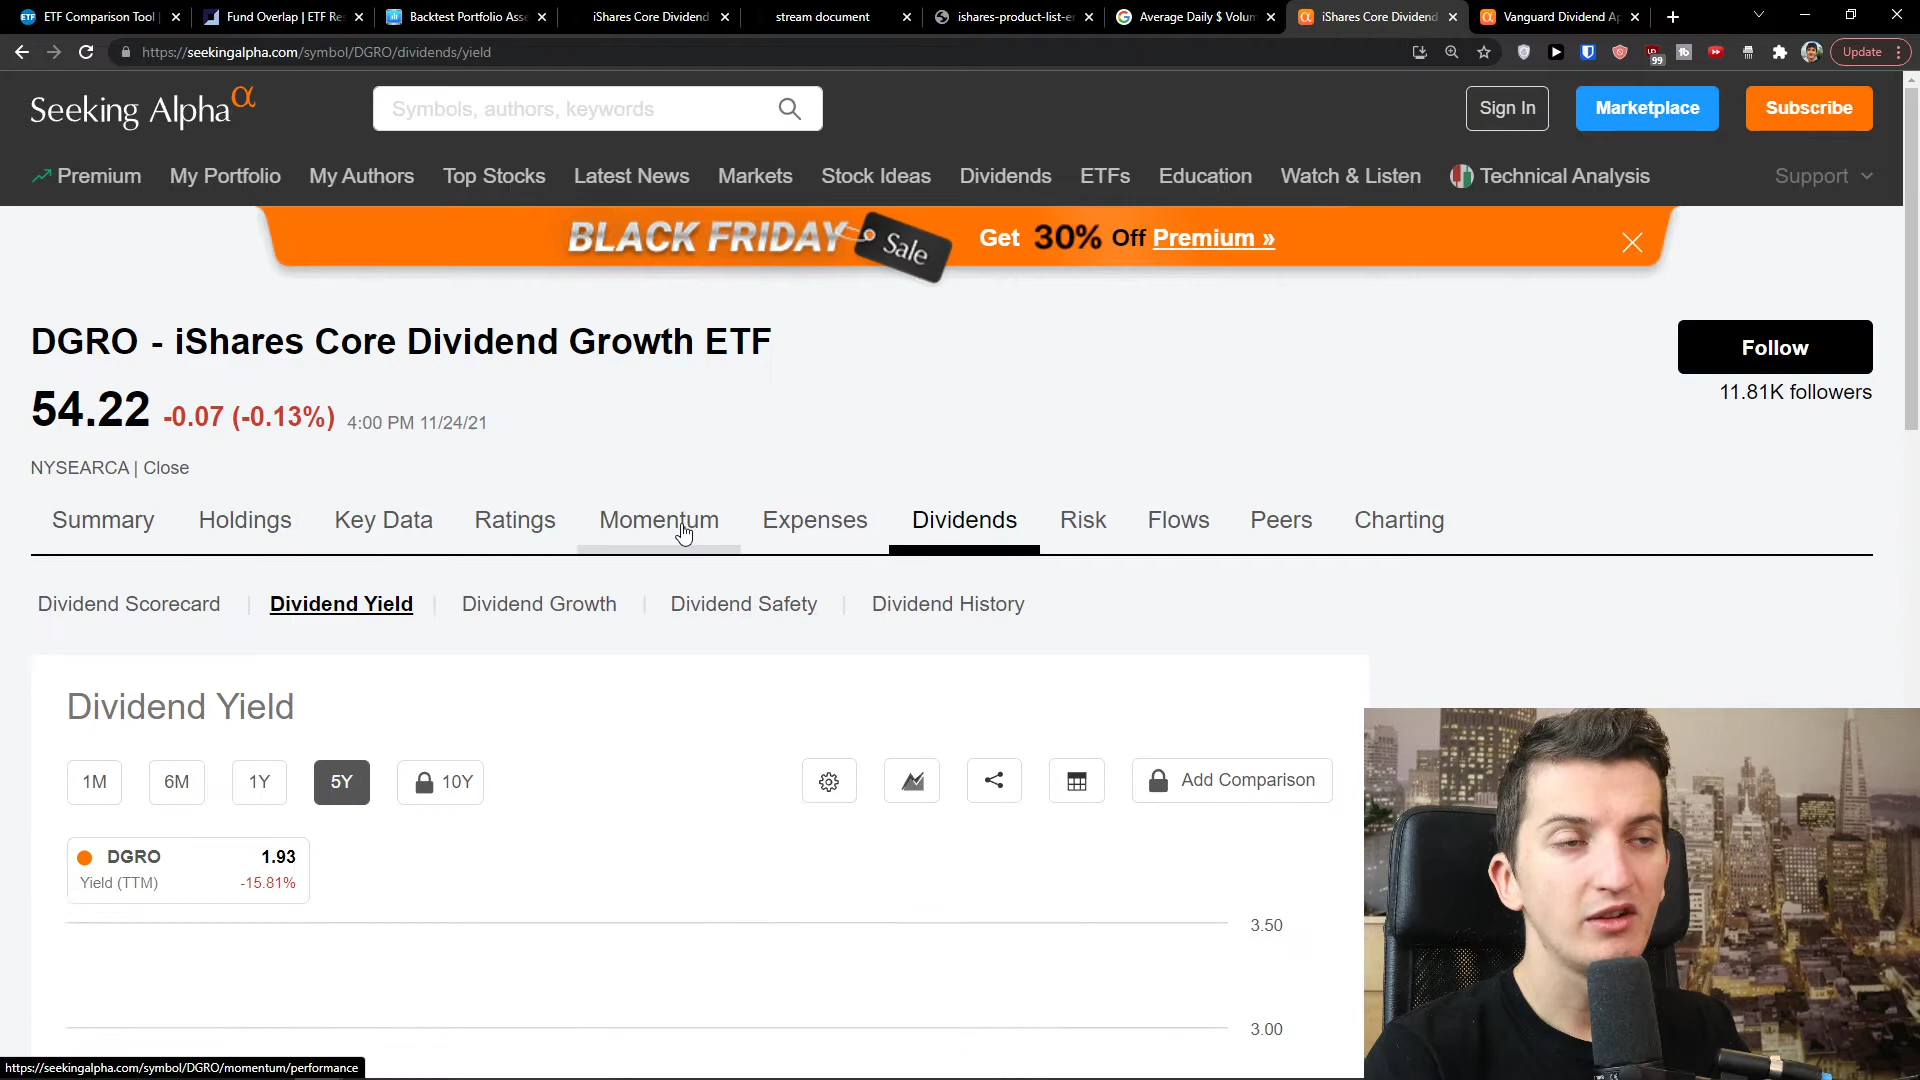 ETF Comparison Tool
Fund Overlap | ETF Re
Backtest Portfolio Ass
iShares Core Dividend
stream document
ishares-product-list-e
Average Daily $ Volum
iShares Core Dividend
Vanguard Dividend Ap
https://seekingalpha.com/symbol/DGRO/dividends/yield
99
Update
Seeking Alpha α
Symbols, authors, keywords
Sign In
Marketplace
Subscribe
Premium My Portfolio My Authors Top Stocks Latest News Markets Stock Ideas Dividends ETFs Education Watch & Listen Technical Analysis Support
BLACK FRIDAY Sale Get 30% Off Premium »
DGRO - iShares Core Dividend Growth ETF
Follow
54.22 -0.07 (-0.13%) 4:00 PM 11/24/21
11.81K followers
NYSEARCA | Close
Summary Holdings Key Data Ratings Momentum Expenses Dividends Risk Flows Peers Charting
Dividend Scorecard | Dividend Yield | Dividend Growth | Dividend Safety | Dividend History
Dividend Yield
1M 6M 1Y 5Y 10Y
Add Comparison
DGRO 1.93
Yield (TTM) -15.81%
3.50
3.00
https://seekingalpha.com/symbol/DGRO/momentum/performance